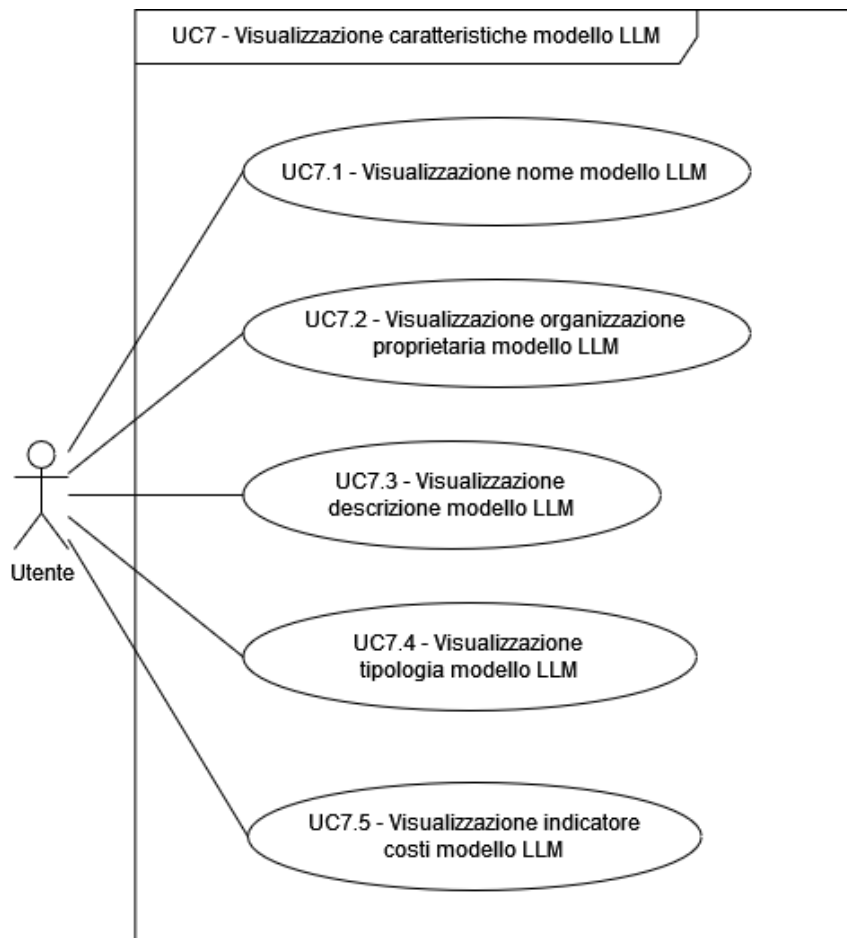 UC7 - Visualizzazione caratteristiche modello LLM
UC7.1 - Visualizzazione nome modello LLM
UC7.2 - Visualizzazione organizzazione
proprietaria modello LLM
UC7.3 - Visualizzazione
descrizione modello LLM
Utente
UC7.4 - Visualizzazione
tipologia modello LLM
UC7.5 - Visualizzazione indicatore
costi modello LLM